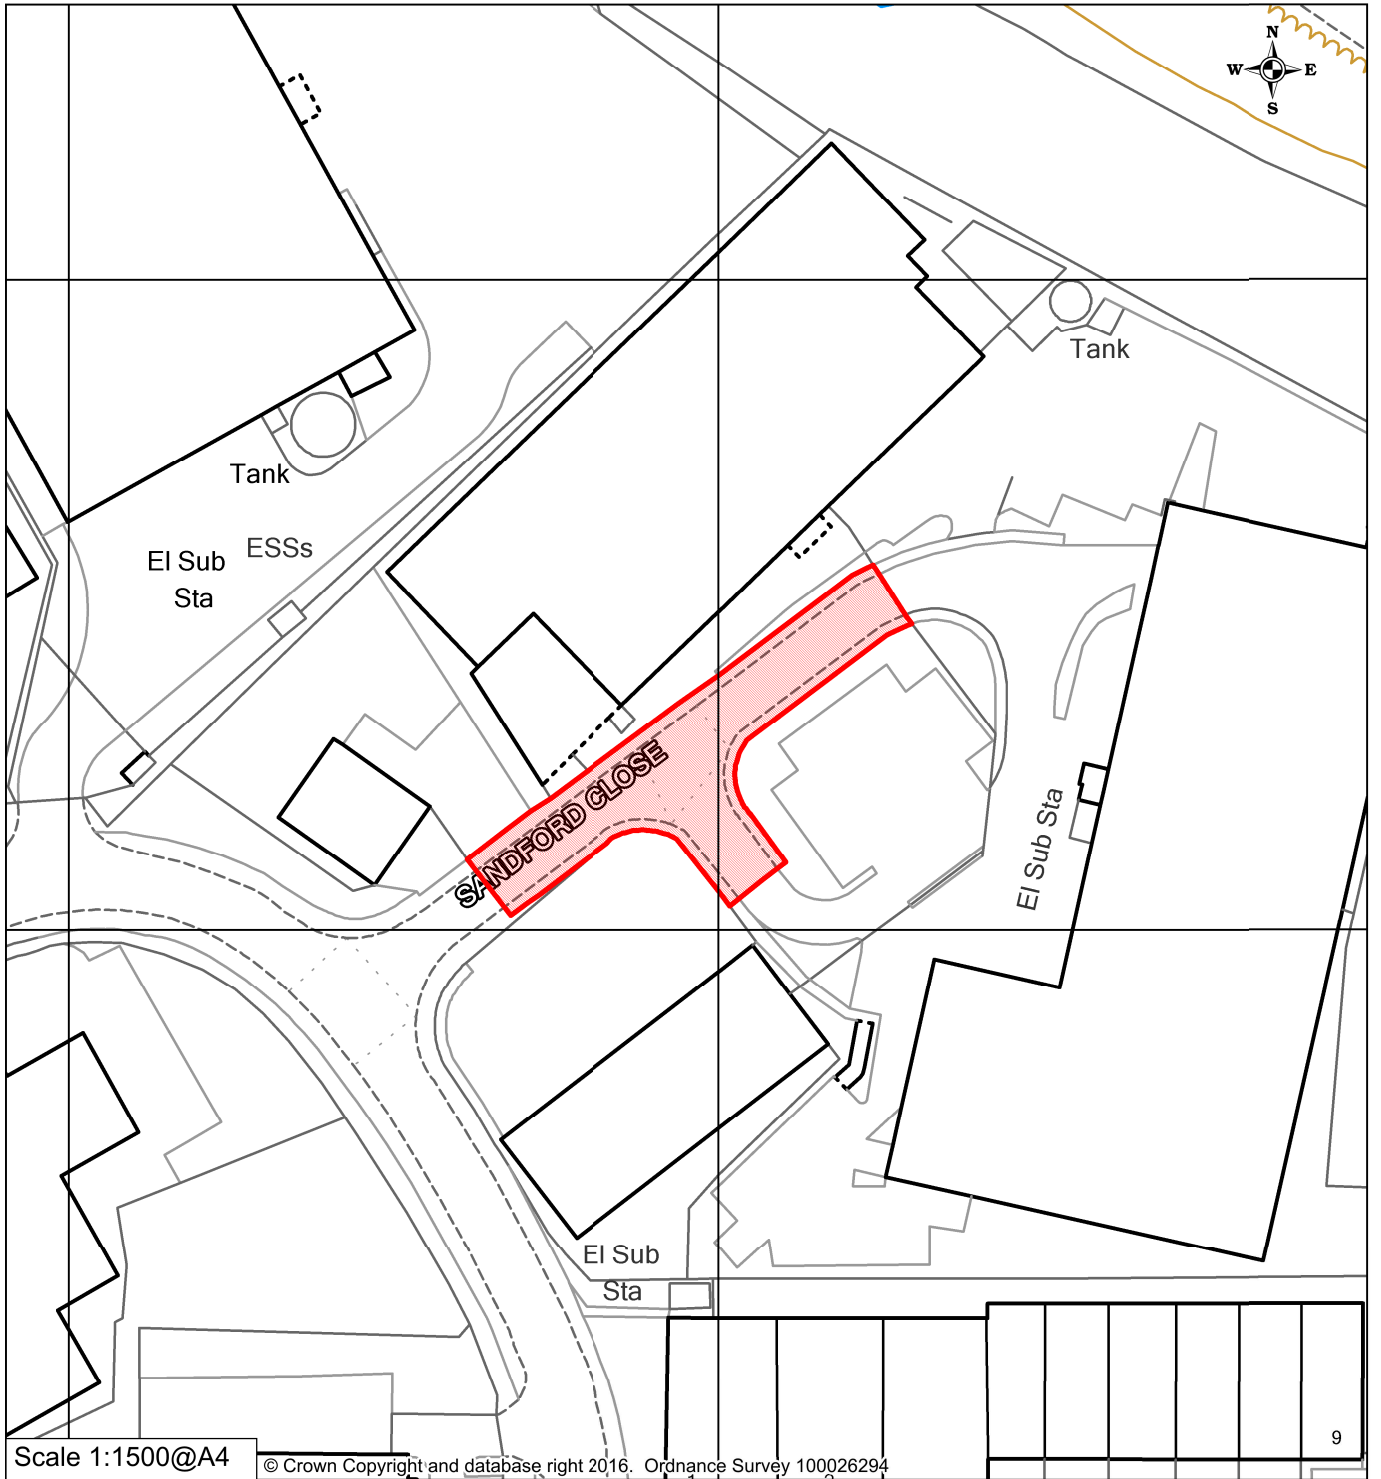 N
W E
S
Tank
Tank
El Sub
Sta
ESSs
SANDFORD CLOSE
El Sub Sta
El Sub
Sta
9
Scale 1:1500@A4
© Crown Copyright and database right 2016. Ordnance Survey 100026294